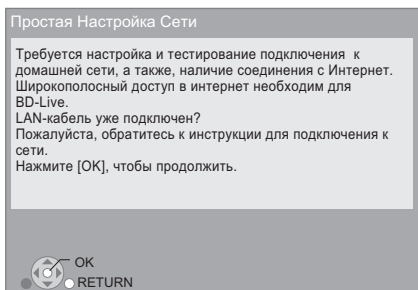 Простая Настройка Сети
Требуется настройка и тестирование подключения к
домашней сети, а также, наличие соединения с Интернет.
Широкополосный доступ в интернет необходим для
BD-Live.
LAN-кабель уже подключен?
Пожалуйста, обратитесь к инструкции для подключения к
сети.
Нажмите [OK], чтобы продолжить.
OK
RETURN